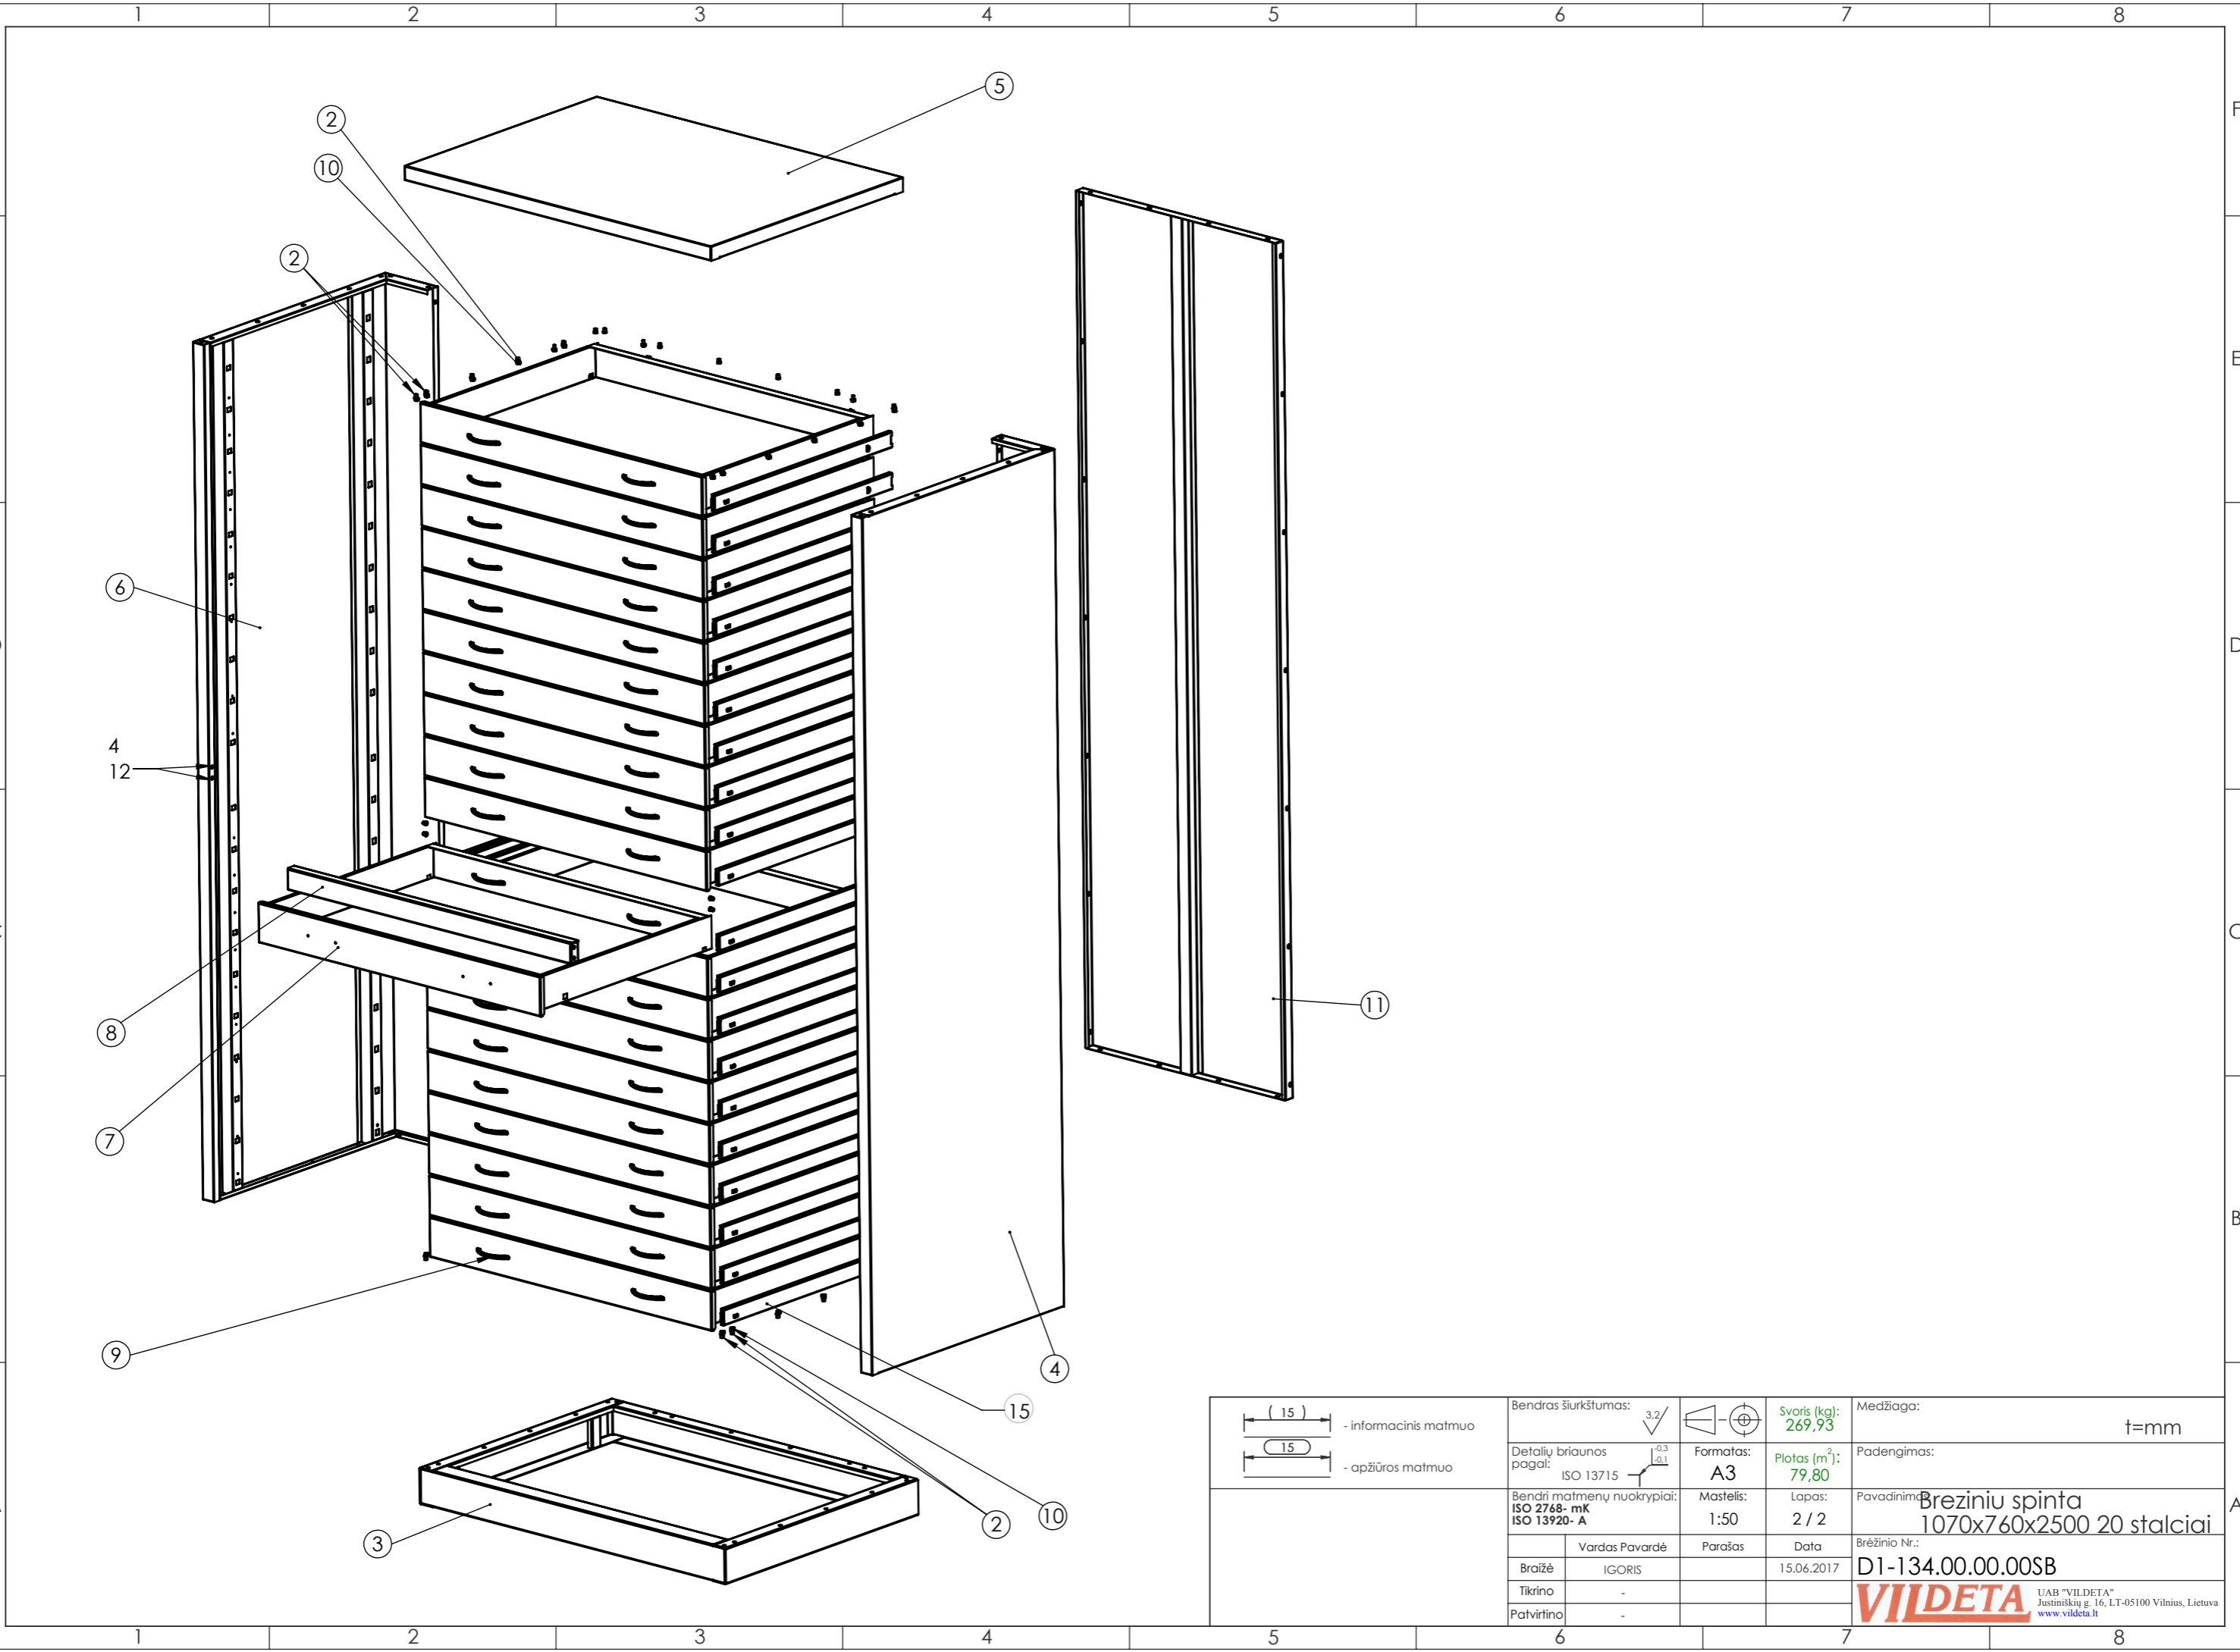 1 2 3 4 5 6 7 8
F
E
D
C
B
A
5
2
10
2
6
4
12
8
7
11
9
4
15
10
2
3
( 15 ) - informacinis matmuo
15 - apžiūros matmuo
Bendras šiurkštumas: 3,2
Svoris (kg):
269,93
Medžiaga:
t=mm
Detalių briaunos
pagal:
ISO 13715
-0,3
-0,1
Formatas:
A3
Plotas (m²):
79,80
Padengimas:
Bendri matmenų nuokrypiai:
ISO 2768- mK
ISO 13920- A
Mastelis:
1:50
Lapas:
2 / 2
Pavadinimas:
Breziniu spinta
1070x760x2500 20 stalciai
Vardas Pavardė Parašas Data
Brėžinio Nr.:
D1-134.00.00.00SB
Braižė IGORIS 15.06.2017
Tikrino -
Patvirtino -
VILDETA
UAB "VILDETA"
Justiniškių g. 16, LT-05100 Vilnius, Lietuva
www.vildeta.lt
1 2 3 4 5 6 7 8